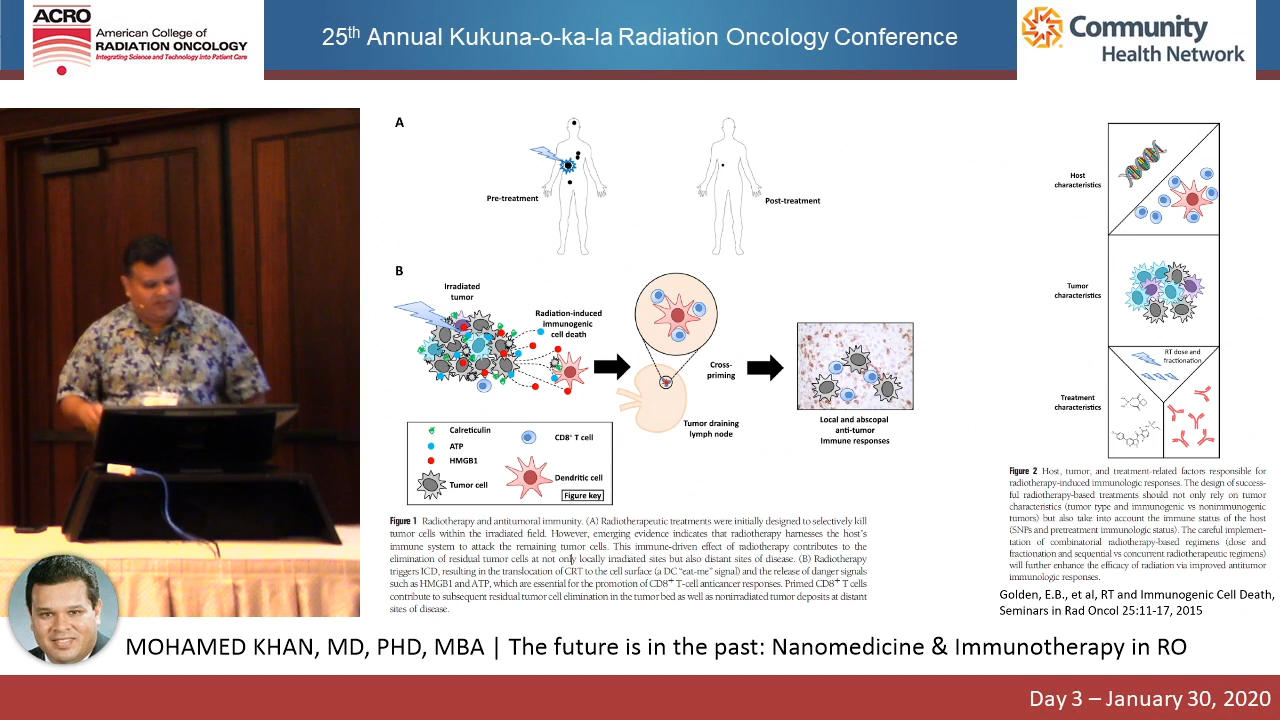 ACRO
American College of
RADIATION ONCOLOGY
Integrating Science and Technology into Patient Care
25th Annual Kukuna-o-ka-la Radiation Oncology Conference
Community
Health Network
A
Pre-treatment
Post-treatment
B
Irradiated
tumor
Radiation-induced
immunogenic
cell death
Cross-
priming
Tumor draining
lymph node
Local and abscopal
anti-tumor
Immune responses
Calreticulin
ATP
HMGB1
Tumor cell
CD8+ T cell
Dendritic cell
Figure key
Figure 1 Radiotherapy and antitumoral immunity. (A) Radiotherapeutic treatments were initially designed to selectively kill
tumor cells within the irradiated field. However, emerging evidence indicates that radiotherapy harnesses the host's
immune system to attack the remaining tumor cells. This immune-driven effect of radiotherapy contributes to the
elimination of residual tumor cells at not only locally irradiated sites but also distant sites of disease. (B) Radiotherapy
triggers ICD, resulting in the translocation of CRT to the cell surface (a DC "eat-me" signal) and the release of danger signals
such as HMGB1 and ATP, which are essential for the promotion of CD8+ T-cell anticancer responses. Primed CD8+ T cells
contribute to subsequent residual tumor cell elimination in the tumor bed as well as nonirradiated tumor deposits at distant
sites of disease.
Host
characteristics
Tumor
characteristics
RT dose and
fractionation
Treatment
characteristics
Figure 2 Host, tumor, and treatment-related factors responsible for
radiotherapy-induced immunologic responses. The design of success-
ful radiotherapy-based treatments should not only rely on tumor
characteristics (tumor type and immunogenic vs nonimmunogenic
tumors) but also take into account the immune status of the host
(SNPs and pretreatment immunologic status). The careful implemen-
tation of combinatorial radiotherapy-based regimens (dose and
fractionation and sequential vs concurrent radiotherapeutic regimens)
will further enhance the efficacy of radiation via improved antitumor
immunologic responses.
Golden, E.B., et al, RT and Immunogenic Cell Death,
Seminars in Rad Oncol 25:11-17, 2015
MOHAMED KHAN, MD, PHD, MBA | The future is in the past: Nanomedicine & Immunotherapy in RO
Day 3 – January 30, 2020